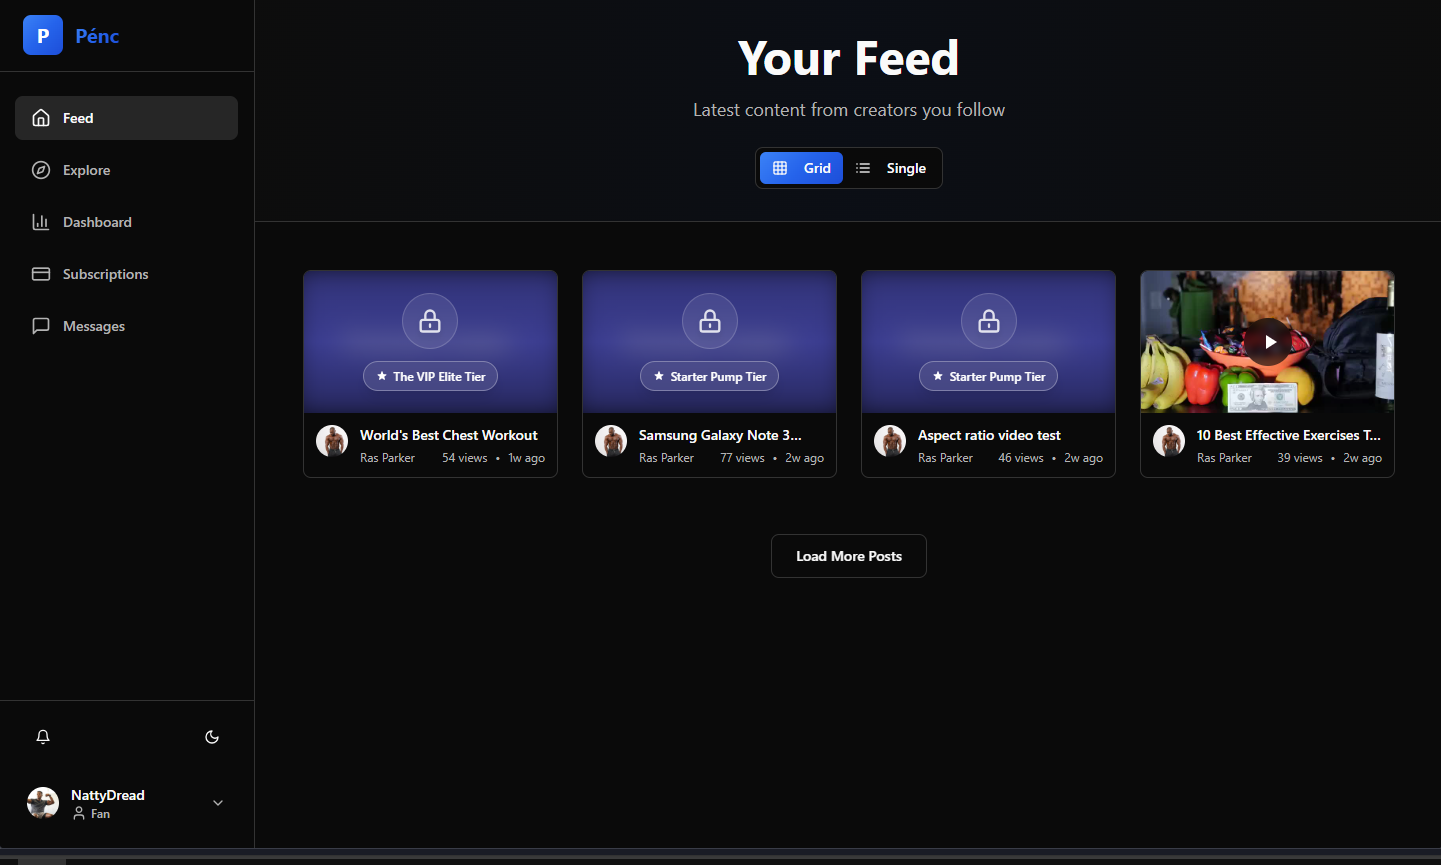 P Pénc
Feed
Explore
Dashboard
Subscriptions
Messages
NattyDread
Fan
Your Feed
Latest content from creators you follow
Grid Single
The VIP Elite Tier
World's Best Chest Workout
Ras Parker 54 views • 1w ago
Starter Pump Tier
Samsung Galaxy Note 3...
Ras Parker 77 views • 2w ago
Starter Pump Tier
Aspect ratio video test
Ras Parker 46 views • 2w ago
10 Best Effective Exercises T...
Ras Parker 39 views • 2w ago
Load More Posts